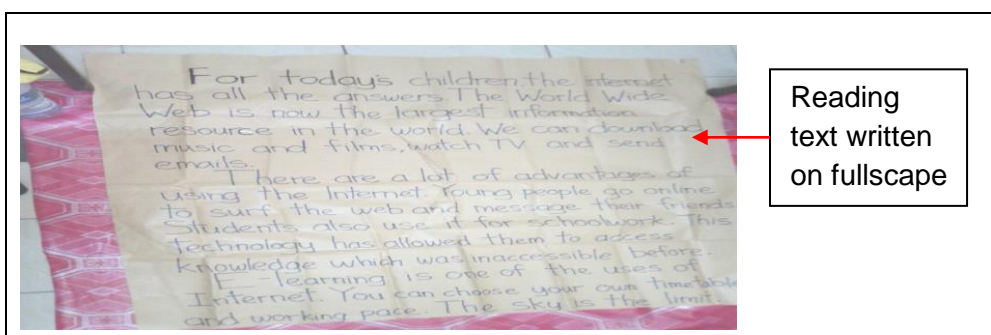 For today's children, the internet
has all the answers. The World Wide
Web is now the largest information
resource in the world. We can download
music and films, watch TV and send
emails.
There are a lot of advantages of
using the Internet. Young people go online
to surf the web and message their friends
Students also use it for schoolwork. This
technology has allowed them to access
knowledge which was inaccessible before.
E-learning is one of the uses of
Internet. You can choose your own timetable
and working pace. The sky is the limit.
Reading
text written
on fullscape